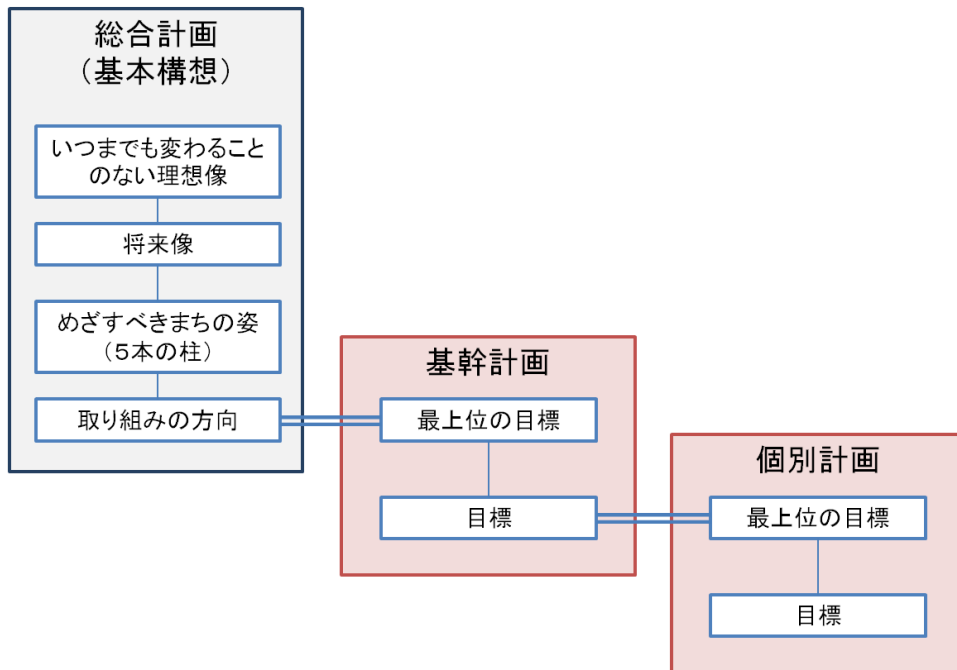 総合計画
（基本構想）
いつまでも変わること
のない理想像
将来像
めざすべきまちの姿
（５本の柱）
取り組みの方向
基幹計画
最上位の目標
目標
個別計画
最上位の目標
目標